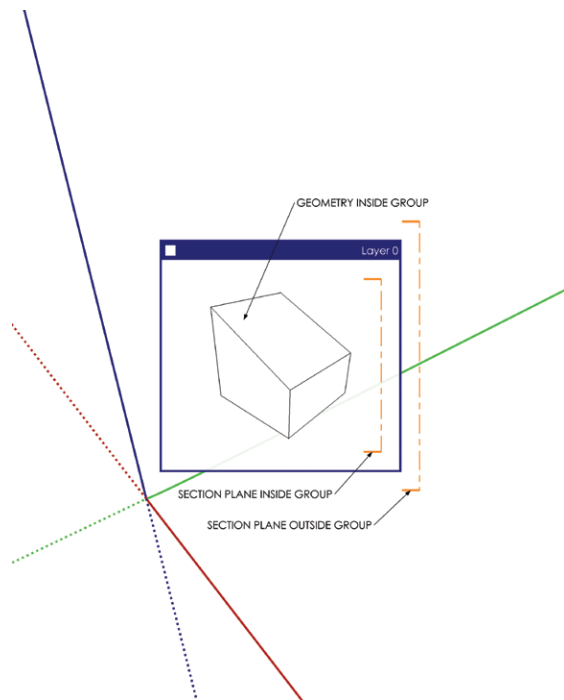 GEOMETRY INSIDE GROUP
Layer 0
SECTION PLANE INSIDE GROUP
SECTION PLANE OUTSIDE GROUP